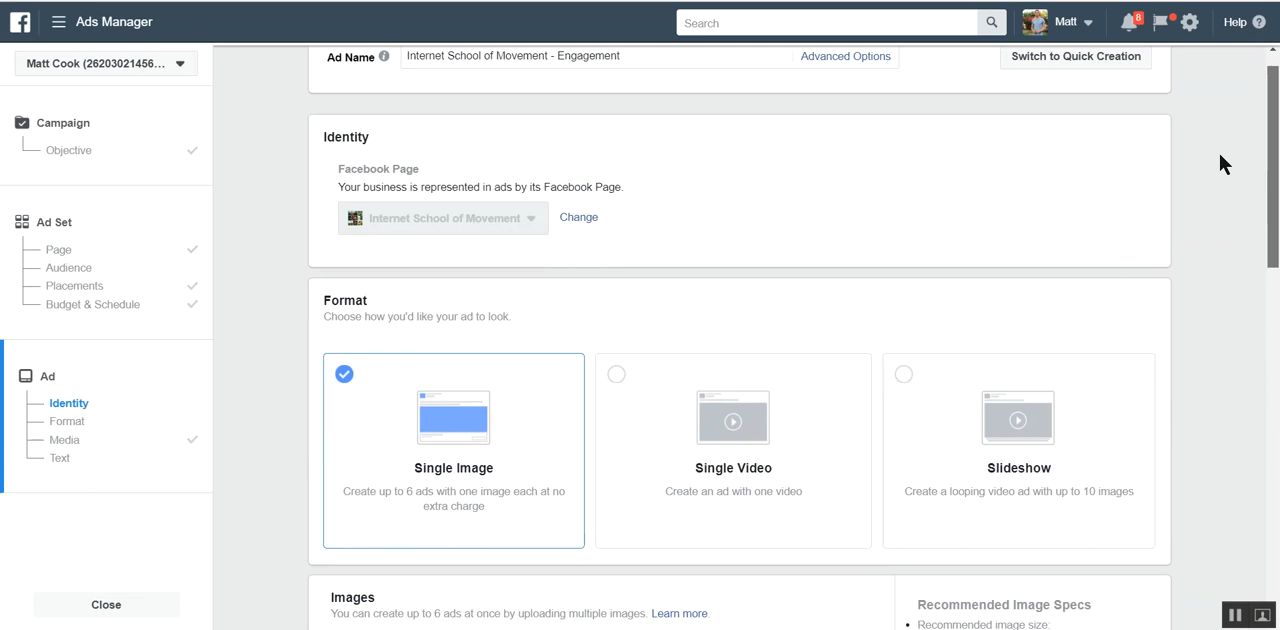 Ads Manager
Search
Matt
8
Help ?
Matt Cook (26203021456...
Campaign
Objective
Ad Set
Page
Audience
Placements
Budget & Schedule
Ad
Identity
Format
Media
Text
Close
Ad Name i Internet School of Movement - Engagement Advanced Options
Switch to Quick Creation
Identity
Facebook Page
Your business is represented in ads by its Facebook Page.
Internet School of Movement Change
Format
Choose how you'd like your ad to look.
Single Image
Create up to 6 ads with one image each at no
extra charge
Single Video
Create an ad with one video
Slideshow
Create a looping video ad with up to 10 images
Images
You can create up to 6 ads at once by uploading multiple images. Learn more.
Recommended Image Specs
• Recommended image size: